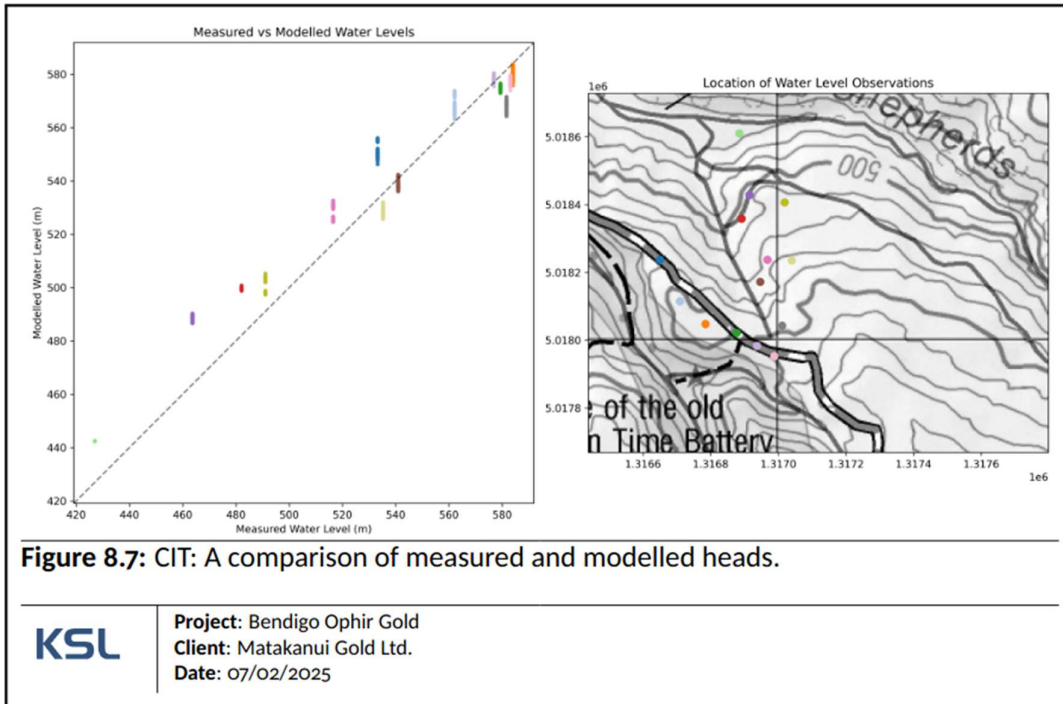 Measured vs Modelled Water Levels
580
560
540
520
500
480
460
440
420
420 440 460 480 500 520 540 560 580
Modelled Water Level (m)
Measured Water Level (m)
Location of Water Level Observations
1e6
5.0186
5.0184
5.0182
5.0180
5.0178
Shepherds
500
e of the old
n Time Battery
1.3166 1.3168 1.3170 1.3172 1.3174 1.3176
1e6
Figure 8.7: CIT: A comparison of measured and modelled heads.
KSL
Project: Bendigo Ophir Gold
Client: Matakanui Gold Ltd.
Date: 07/02/2025